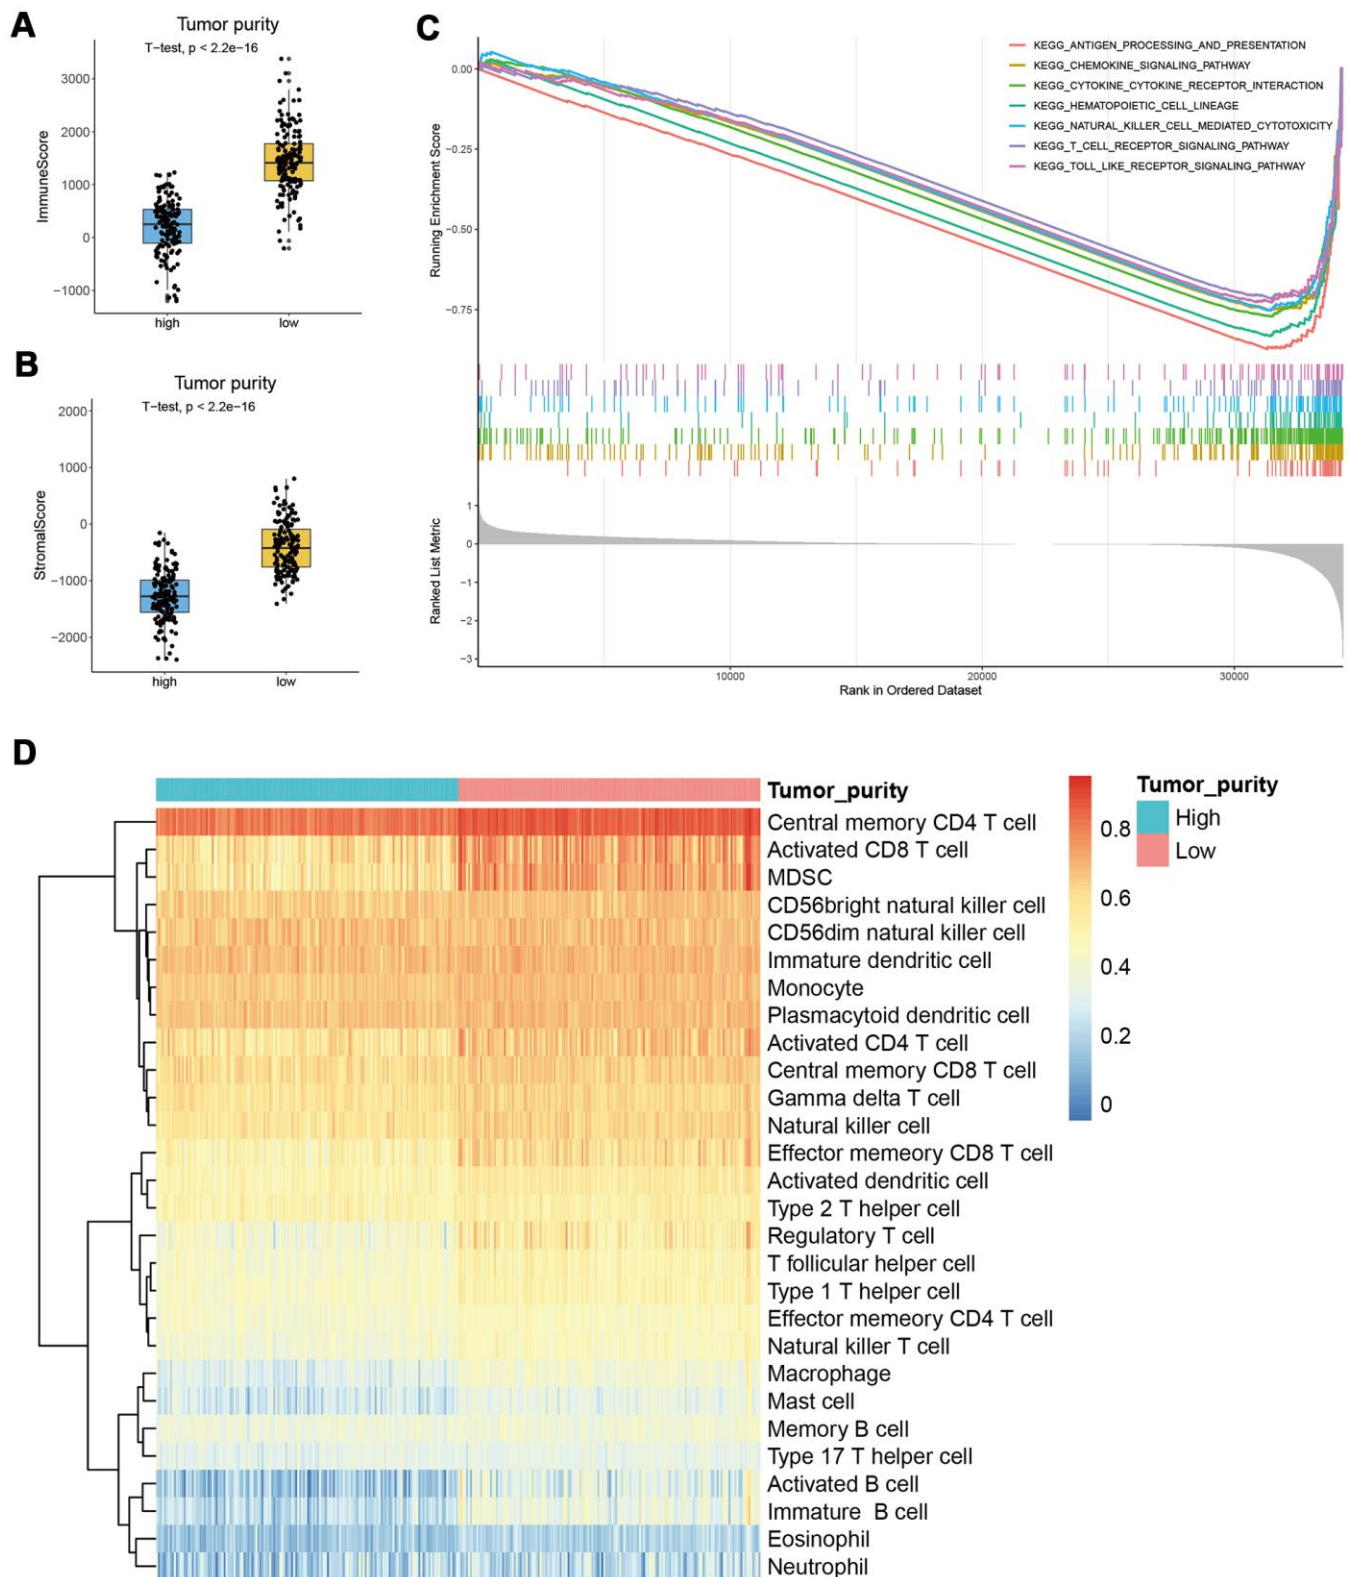 A
Tumor purity
T−test, p < 2.2e−16
ImmuneScore
3000
2000
1000
0
−1000
high
low
B
Tumor purity
T−test, p < 2.2e−16
StromalScore
2000
1000
0
−1000
−2000
high
low
C
Running Enrichment Score
0.00
−0.25
−0.50
−0.75
KEGG_ANTIGEN_PROCESSING_AND_PRESENTATION
KEGG_CHEMOKINE_SIGNALING_PATHWAY
KEGG_CYTOKINE_CYTOKINE_RECEPTOR_INTERACTION
KEGG_HEMATOPOIETIC_CELL_LINEAGE
KEGG_NATURAL_KILLER_CELL_MEDIATED_CYTOTOXICITY
KEGG_T_CELL_RECEPTOR_SIGNALING_PATHWAY
KEGG_TOLL_LIKE_RECEPTOR_SIGNALING_PATHWAY
Ranked List Metric
1
0
−1
−2
−3
10000
20000
30000
Rank in Ordered Dataset
D
Tumor_purity
Central memory CD4 T cell
Activated CD8 T cell
MDSC
CD56bright natural killer cell
CD56dim natural killer cell
Immature dendritic cell
Monocyte
Plasmacytoid dendritic cell
Activated CD4 T cell
Central memory CD8 T cell
Gamma delta T cell
Natural killer cell
Effector memeory CD8 T cell
Activated dendritic cell
Type 2 T helper cell
Regulatory T cell
T follicular helper cell
Type 1 T helper cell
Effector memeory CD4 T cell
Natural killer T cell
Macrophage
Mast cell
Memory B cell
Type 17 T helper cell
Activated B cell
Immature  B cell
Eosinophil
Neutrophil
0.8
0.6
0.4
0.2
0
Tumor_purity
High
Low